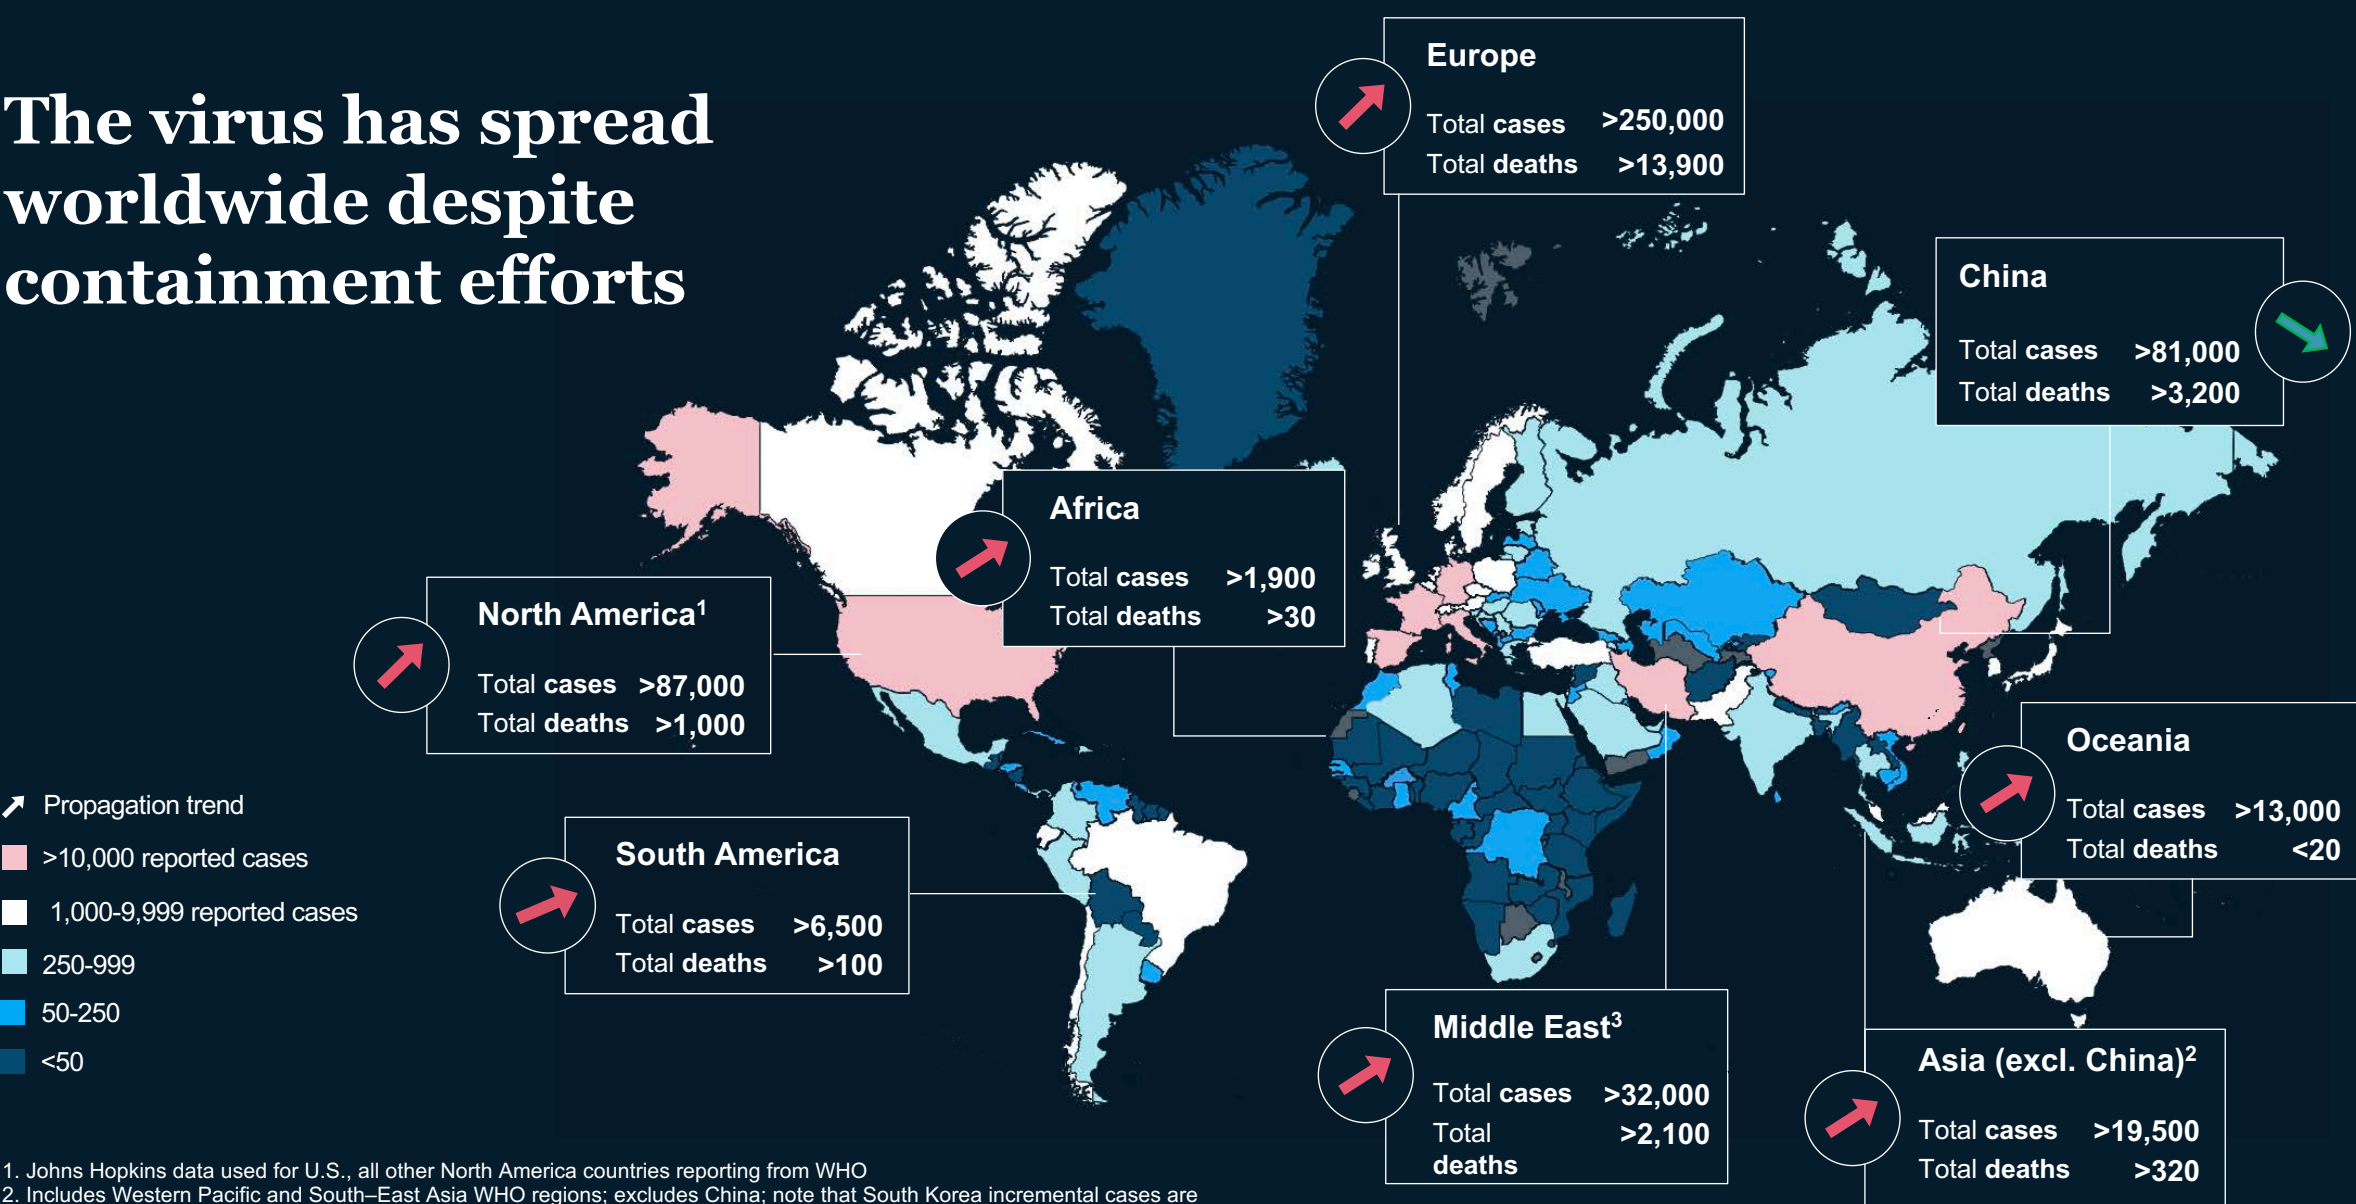 The virus has spread
worldwide despite
containment efforts
Europe
Total cases >250,000
Total deaths >13,900
China
Total cases >81,000
Total deaths >3,200
Africa
Total cases >1,900
Total deaths >30
North America1
Total cases >87,000
Total deaths >1,000
Oceania
Total cases >13,000
Total deaths <20
South America
Total cases >6,500
Total deaths >100
Middle East3
Total cases >32,000
Total >2,100
deaths
Asia (excl. China)2
Total cases >19,500
Total deaths >320
Propagation trend
>10,000 reported cases
1,000-9,999 reported cases
250-999
50-250
<50
1. Johns Hopkins data used for U.S., all other North America countries reporting from WHO
2. Includes Western Pacific and South–East Asia WHO regions; excludes China; note that South Korea incremental cases are